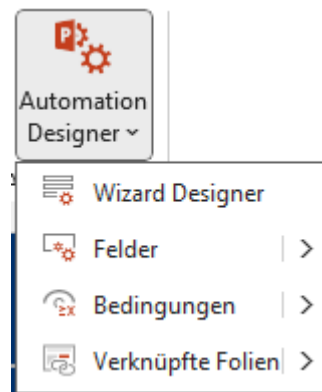 Automation
Designer
Wizard Designer
Felder
Bedingungen
Verknüpfte Folien